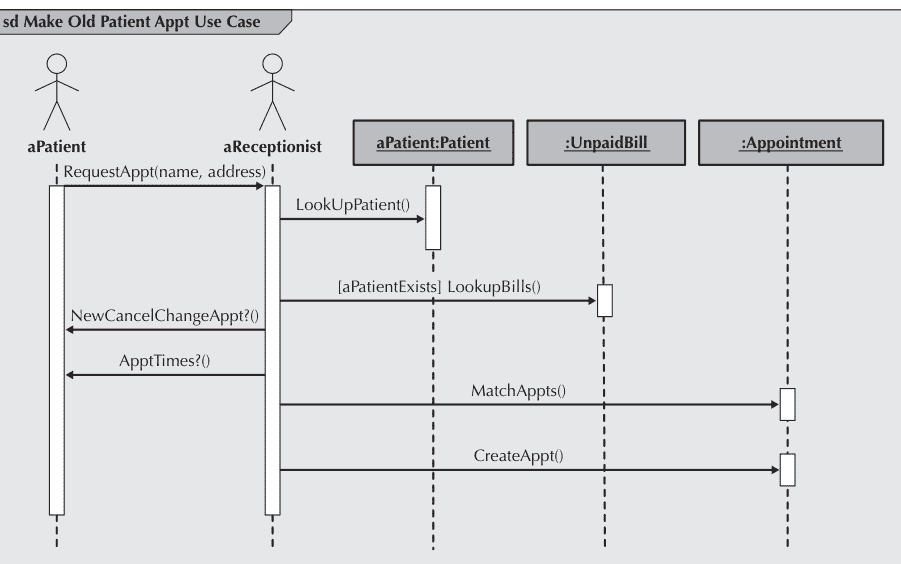 sd Make Old Patient Appt Use Case
aPatient
aReceptionist
aPatient:Patient
:UnpaidBill
:Appointment
RequestAppt(name, address)
LookUpPatient()
[aPatientExists] LookupBills()
NewCancelChangeAppt?()
ApptTimes?()
MatchAppts()
CreateAppt()